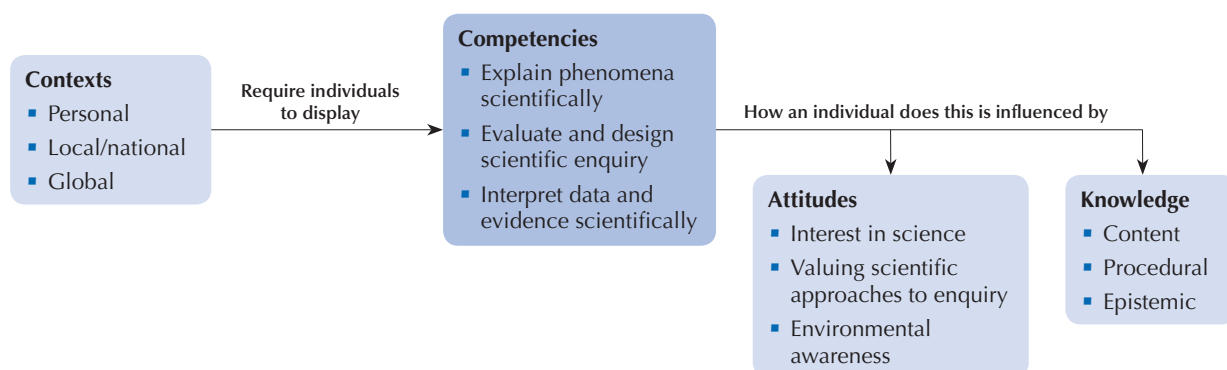 Contexts
▪ Personal
▪ Local/national
▪ Global
Require individuals
to display
Competencies
▪ Explain phenomena
scientifically
▪ Evaluate and design
scientific enquiry
▪ Interpret data and
evidence scientifically
How an individual does this is influenced by
Attitudes
▪ Interest in science
▪ Valuing scientific
approaches to enquiry
▪ Environmental
awareness
Knowledge
▪ Content
▪ Procedural
▪ Epistemic